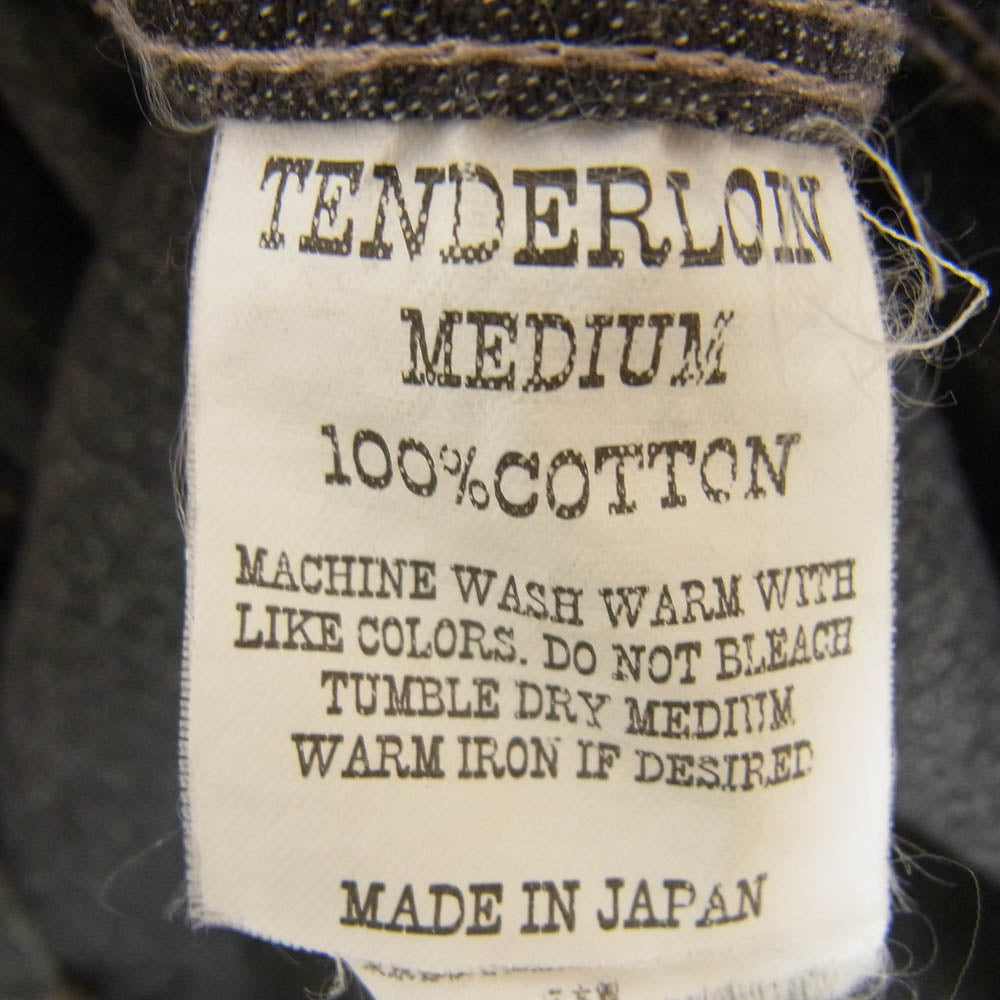 TENDERLOIN
MEDIUM
100%COTTON
MACHINE WASH WARM WITH
LIKE COLORS. DO NOT BLEACH
TUMBLE DRY MEDIUM
WARM IRON IF DESIRED
MADE IN JAPAN